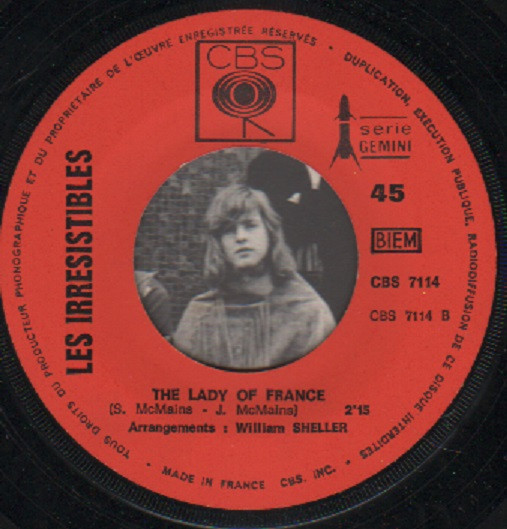 TOUS DROITS DU PRODUCTEUR PHONOGRAPHIQUE ET DU PROPRIÉTAIRE DE L'ŒUVRE ENREGISTRÉE RÉSERVÉS • DUPLICATION, EXÉCUTION PUBLIQUE, RADIODIFFUSION DE CE DISQUE INTERDITES •
CBS
serie
GEMINI
LES IRRESISTIBLES
45
BIEM
CBS 7114
CBS 7114 B
THE LADY OF FRANCE
(S. McMains - J. McMains) 2'15
Arrangements : William SHELLER
MADE IN FRANCE CBS. INC. •